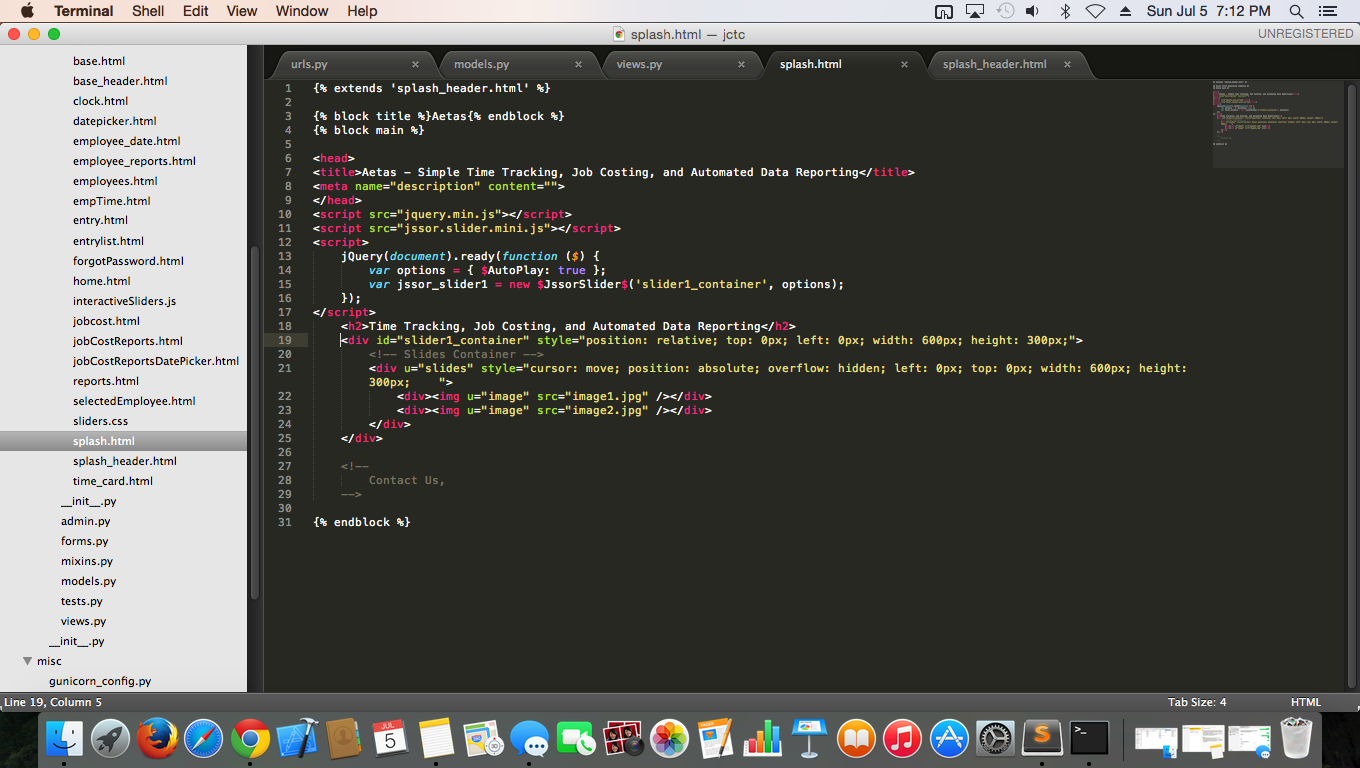 Terminal Shell Edit View Window Help Sun Jul 5 7:12 PM
splash.html — jctc UNREGISTERED
urls.py × models.py × views.py × splash.html × splash_header.html ×
base.html
base_header.html
clock.html
datepicker.html
employee_date.html
employee_reports.html
employees.html
empTime.html
entry.html
entrylist.html
forgotPassword.html
home.html
interactiveSliders.js
jobcost.html
jobCostReports.html
jobCostReportsDatePicker.html
reports.html
selectedEmployee.html
sliders.css
splash.html
splash_header.html
time_card.html
__init__.py
admin.py
forms.py
mixins.py
models.py
tests.py
views.py
__init__.py
misc
gunicorn_config.py
1 {% extends 'splash_header.html' %}
2
3 {% block title %}Aetas{% endblock %}
4 {% block main %}
5
6 <head>
7 <title>Aetas – Simple Time Tracking, Job Costing, and Automated Data Reporting</title>
8 <meta name="description" content="">
9 </head>
10 <script src="jquery.min.js"></script>
11 <script src="jssor.slider.mini.js"></script>
12 <script>
13 jQuery(document).ready(function ($) {
14 var options = { $AutoPlay: true };
15 var jssor_slider1 = new $JssorSlider$('slider1_container', options);
16 });
17 </script>
18 <h2>Time Tracking, Job Costing, and Automated Data Reporting</h2>
19 <div id="slider1_container" style="position: relative; top: 0px; left: 0px; width: 600px; height: 300px;">
20 <!-- Slides Container -->
21 <div u="slides" style="cursor: move; position: absolute; overflow: hidden; left: 0px; top: 0px; width: 600px; height:
300px; ">
22 <div><img u="image" src="image1.jpg" /></div>
23 <div><img u="image" src="image2.jpg" /></div>
24 </div>
25 </div>
26
27 <!--
28 Contact Us,
29 -->
30
31 {% endblock %}
Line 19, Column 5 Tab Size: 4 HTML
JUL
5